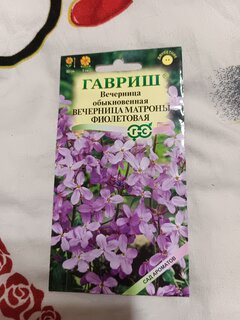 ГАВРИШ
Вечерница
обыкновенная
ВЕЧЕРНИЦА МАТРОНЫ
ФИОЛЕТОВАЯ
САД АРОМАТОВ